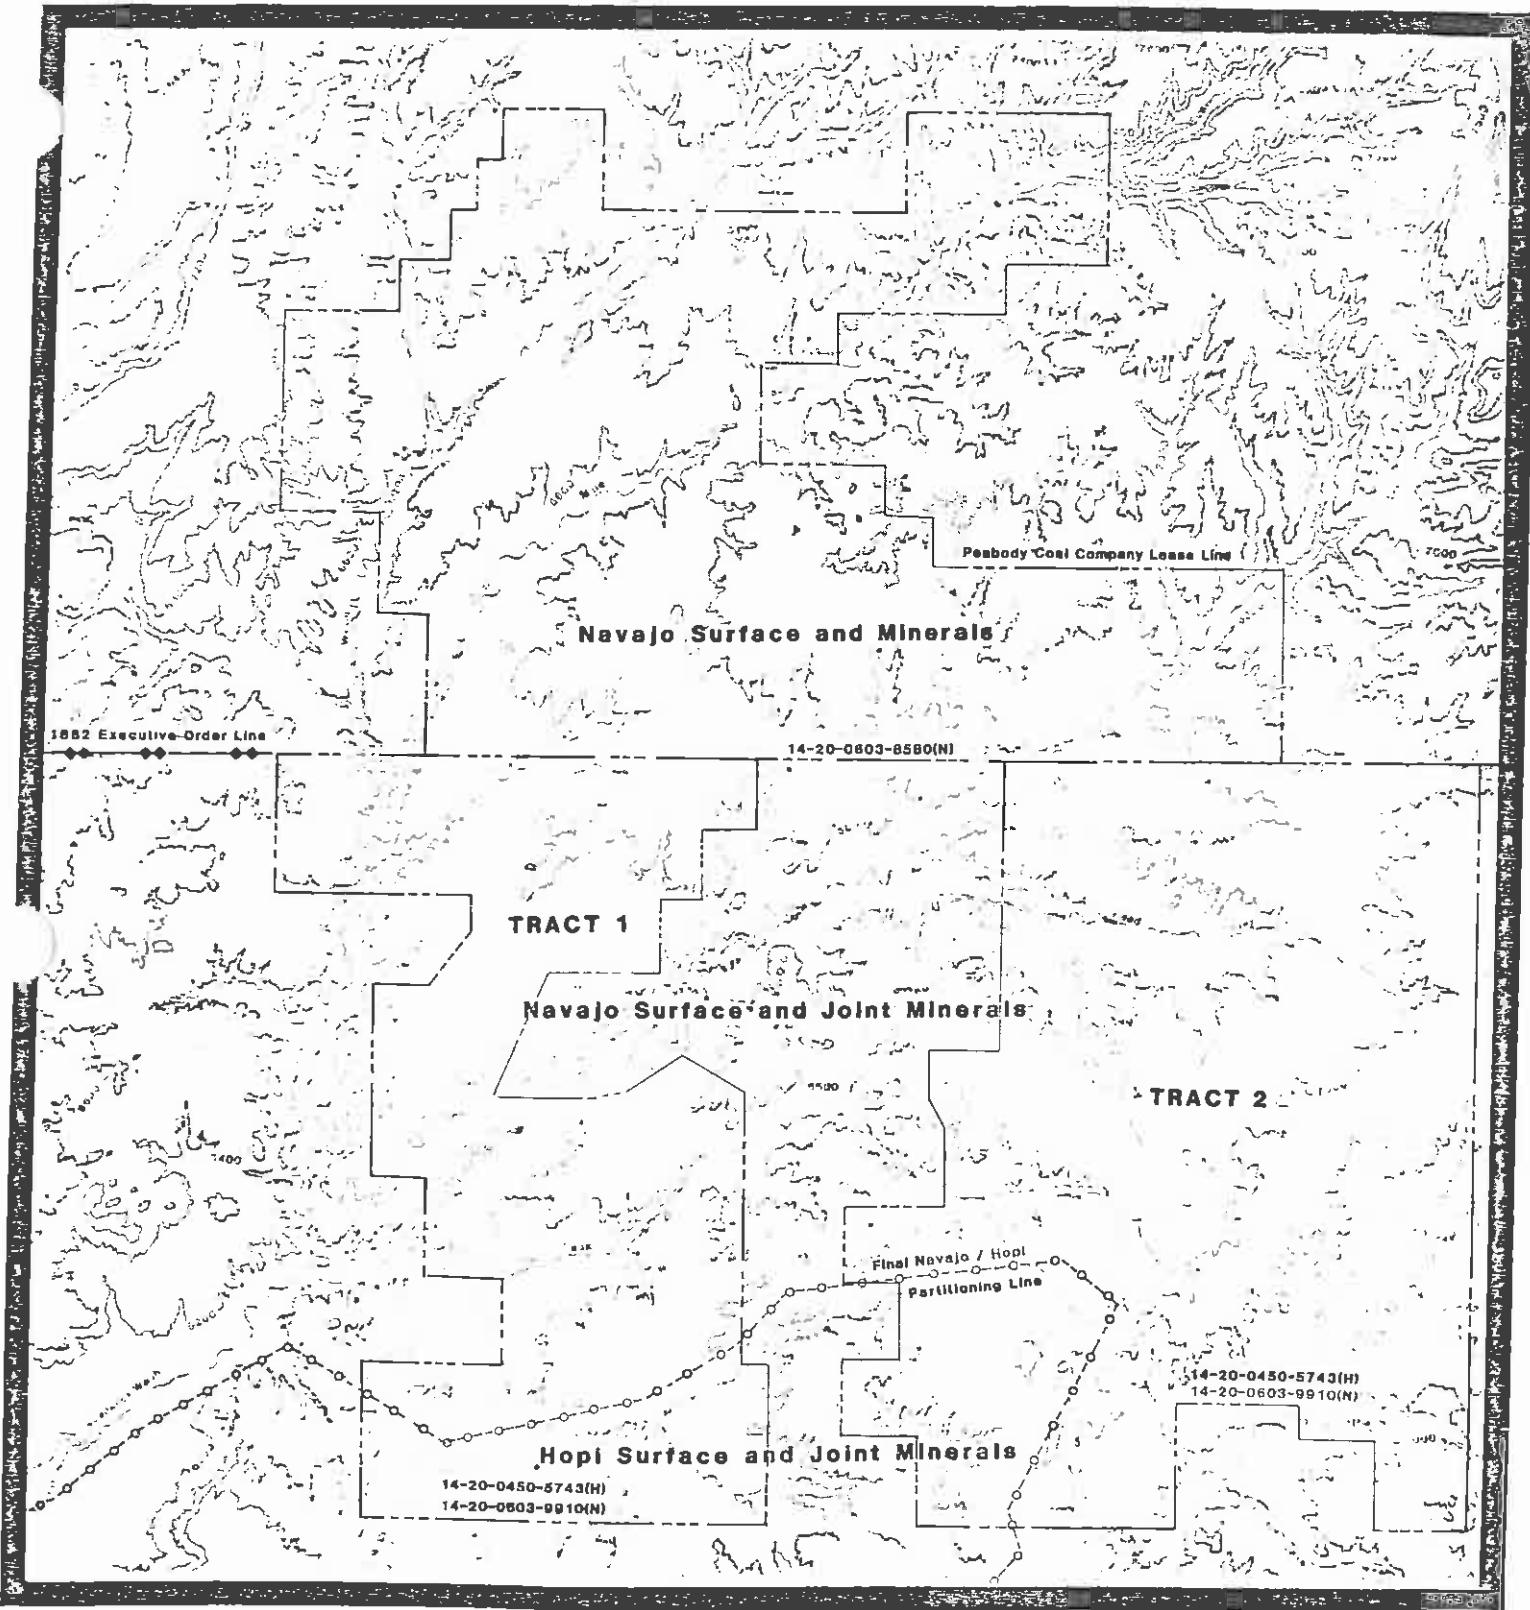 Peabody Coal Company Lease Line
7600
Navajo Surface and Minerals
1882 Executive Order Line
14-20-0603-8580(N)
TRACT 1
Navajo Surface and Joint Minerals
6500
TRACT 2
Final Navajo / Hopi
Partitioning Line
14-20-0450-5743(H)
14-20-0603-9910(N)
Hopi Surface and Joint Minerals
14-20-0450-5743(H)
14-20-0603-9910(N)